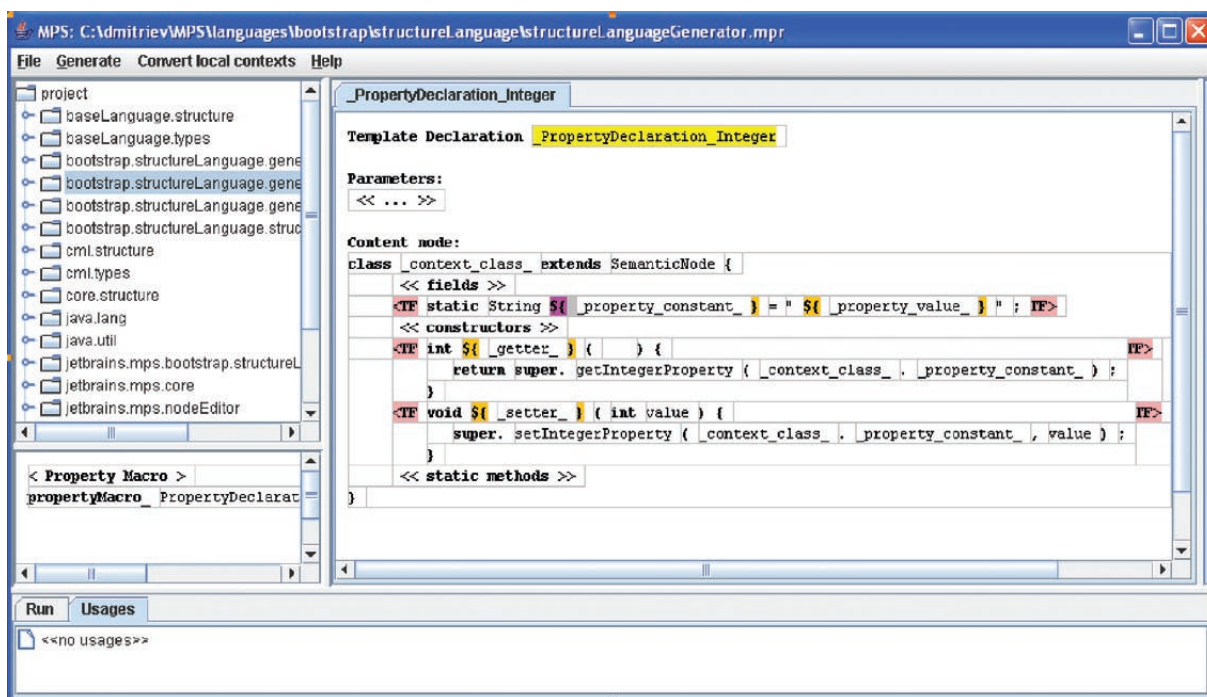 MPS: C:\dmitriev\MPS\languages\bootstrap\structureLanguage\structureLanguageGenerator.mpr
File Generate Convert local contexts Help
project
baseLanguage.structure
baseLanguage.types
bootstrap.structureLanguage.gene
bootstrap.structureLanguage.gene
bootstrap.structureLanguage.gene
bootstrap.structureLanguage.struc
cml.structure
cml.types
core.structure
java.lang
java.util
jetbrains.mps.bootstrap.structureL
jetbrains.mps.core
jetbrains.mps.nodeEditor
< Property Macro >
propertyMacro_ PropertyDeclarat
_PropertyDeclaration_Integer
Template Declaration _PropertyDeclaration_Integer
Parameters:
<< ... >>
Content node:
class _context_class_ extends SemanticNode {
<< fields >>
<TF static String ${ _property_constant_ } = " ${ _property_value_ } " ; TF>
<< constructors >>
<TF int ${ _getter_ } ( ) { TF>
return super. getIntegerProperty ( _context_class_ . _property_constant_ ) ;
}
<TF void ${ _setter_ } ( int value ) { TF>
super. setIntegerProperty ( _context_class_ . _property_constant_ , value ) ;
}
<< static methods >>
}
Run Usages
<<no usages>>